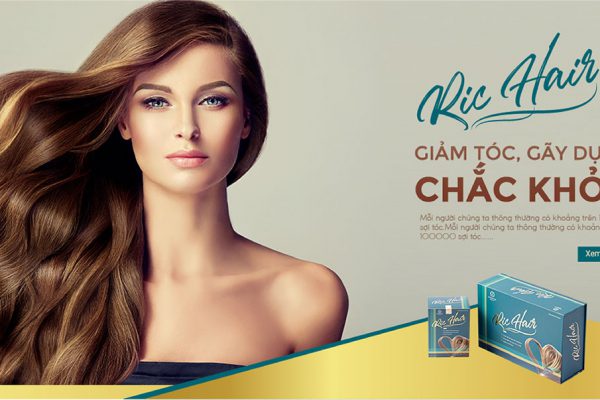 Ric Hair
GIẢM TÓC, GÃY DỤ
CHẮC KHỎ
Mỗi người chúng ta thông thường có khoảng trên
sợi tóc.Mỗi người chúng ta thông thường có khoản
100000 sợi tóc......
Xem
Ric Hair
Ric Hair